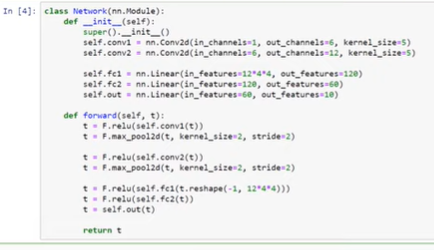 In [4]: class Network(nn.Module):
def __init__(self):
super().__init__()
self.conv1 = nn.Conv2d(in_channels=1, out_channels=6, kernel_size=5)
self.conv2 = nn.Conv2d(in_channels=6, out_channels=12, kernel_size=5)
self.fc1 = nn.Linear(in_features=12*4*4, out_features=120)
self.fc2 = nn.Linear(in_features=120, out_features=60)
self.out = nn.Linear(in_features=60, out_features=10)
def forward(self, t):
t = F.relu(self.conv1(t))
t = F.max_pool2d(t, kernel_size=2, stride=2)
t = F.relu(self.conv2(t))
t = F.max_pool2d(t, kernel_size=2, stride=2)
t = F.relu(self.fc1(t.reshape(-1, 12*4*4)))
t = F.relu(self.fc2(t))
t = self.out(t)
return t